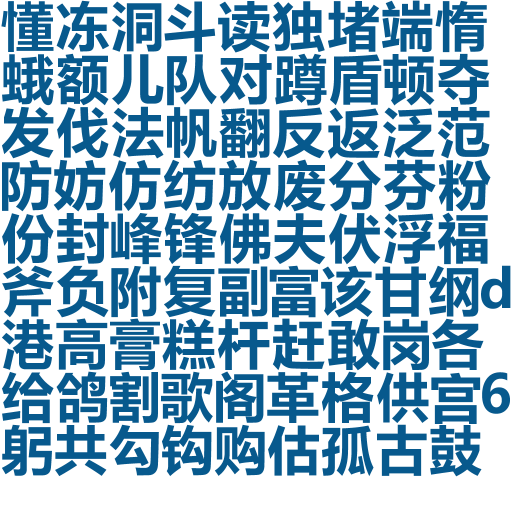 懂冻洞斗读独堵端惰
蛾额儿队对蹲盾顿夺
发伐法帆翻反返泛范
防妨仿纺放废分芬粉
份封峰锋佛夫伏浮福
斧负附复副富该甘纲d
港高膏糕杆赶敢岗各
给鸽割歌阁革格供宫6
躬共勾钩购估孤古鼓